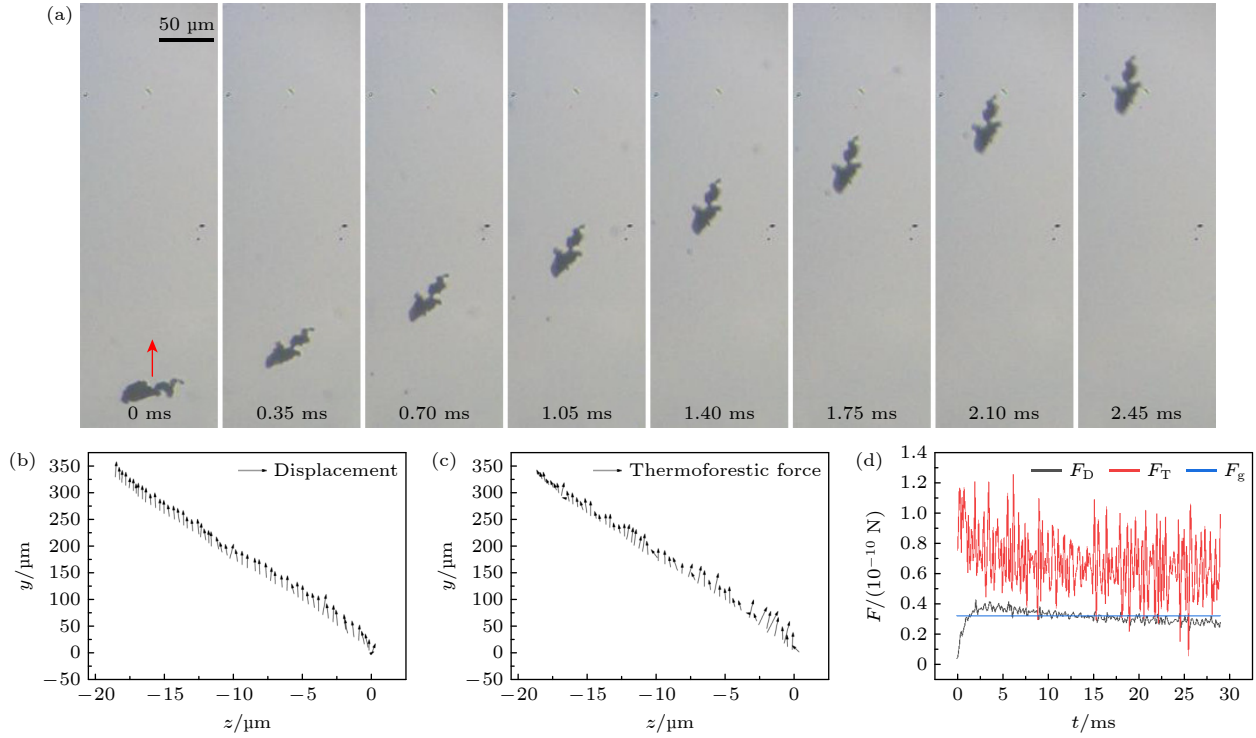 (a)
50 µm
0 ms
0.35 ms
0.70 ms
1.05 ms
1.40 ms
1.75 ms
2.10 ms
2.45 ms
(b)
Displacement
350
300
250
200
150
100
50
0
−50
y/µm
−20
−15
−10
−5
0
z/µm
(c)
Thermoforestic force
350
300
250
200
150
100
50
0
−50
y/µm
−20
−15
−10
−5
0
z/µm
(d)
F_D
F_T
F_g
1.4
1.2
1.0
0.8
0.6
0.4
0.2
0
F/(10⁻¹⁰ N)
0
5
10
15
20
25
30
t/ms